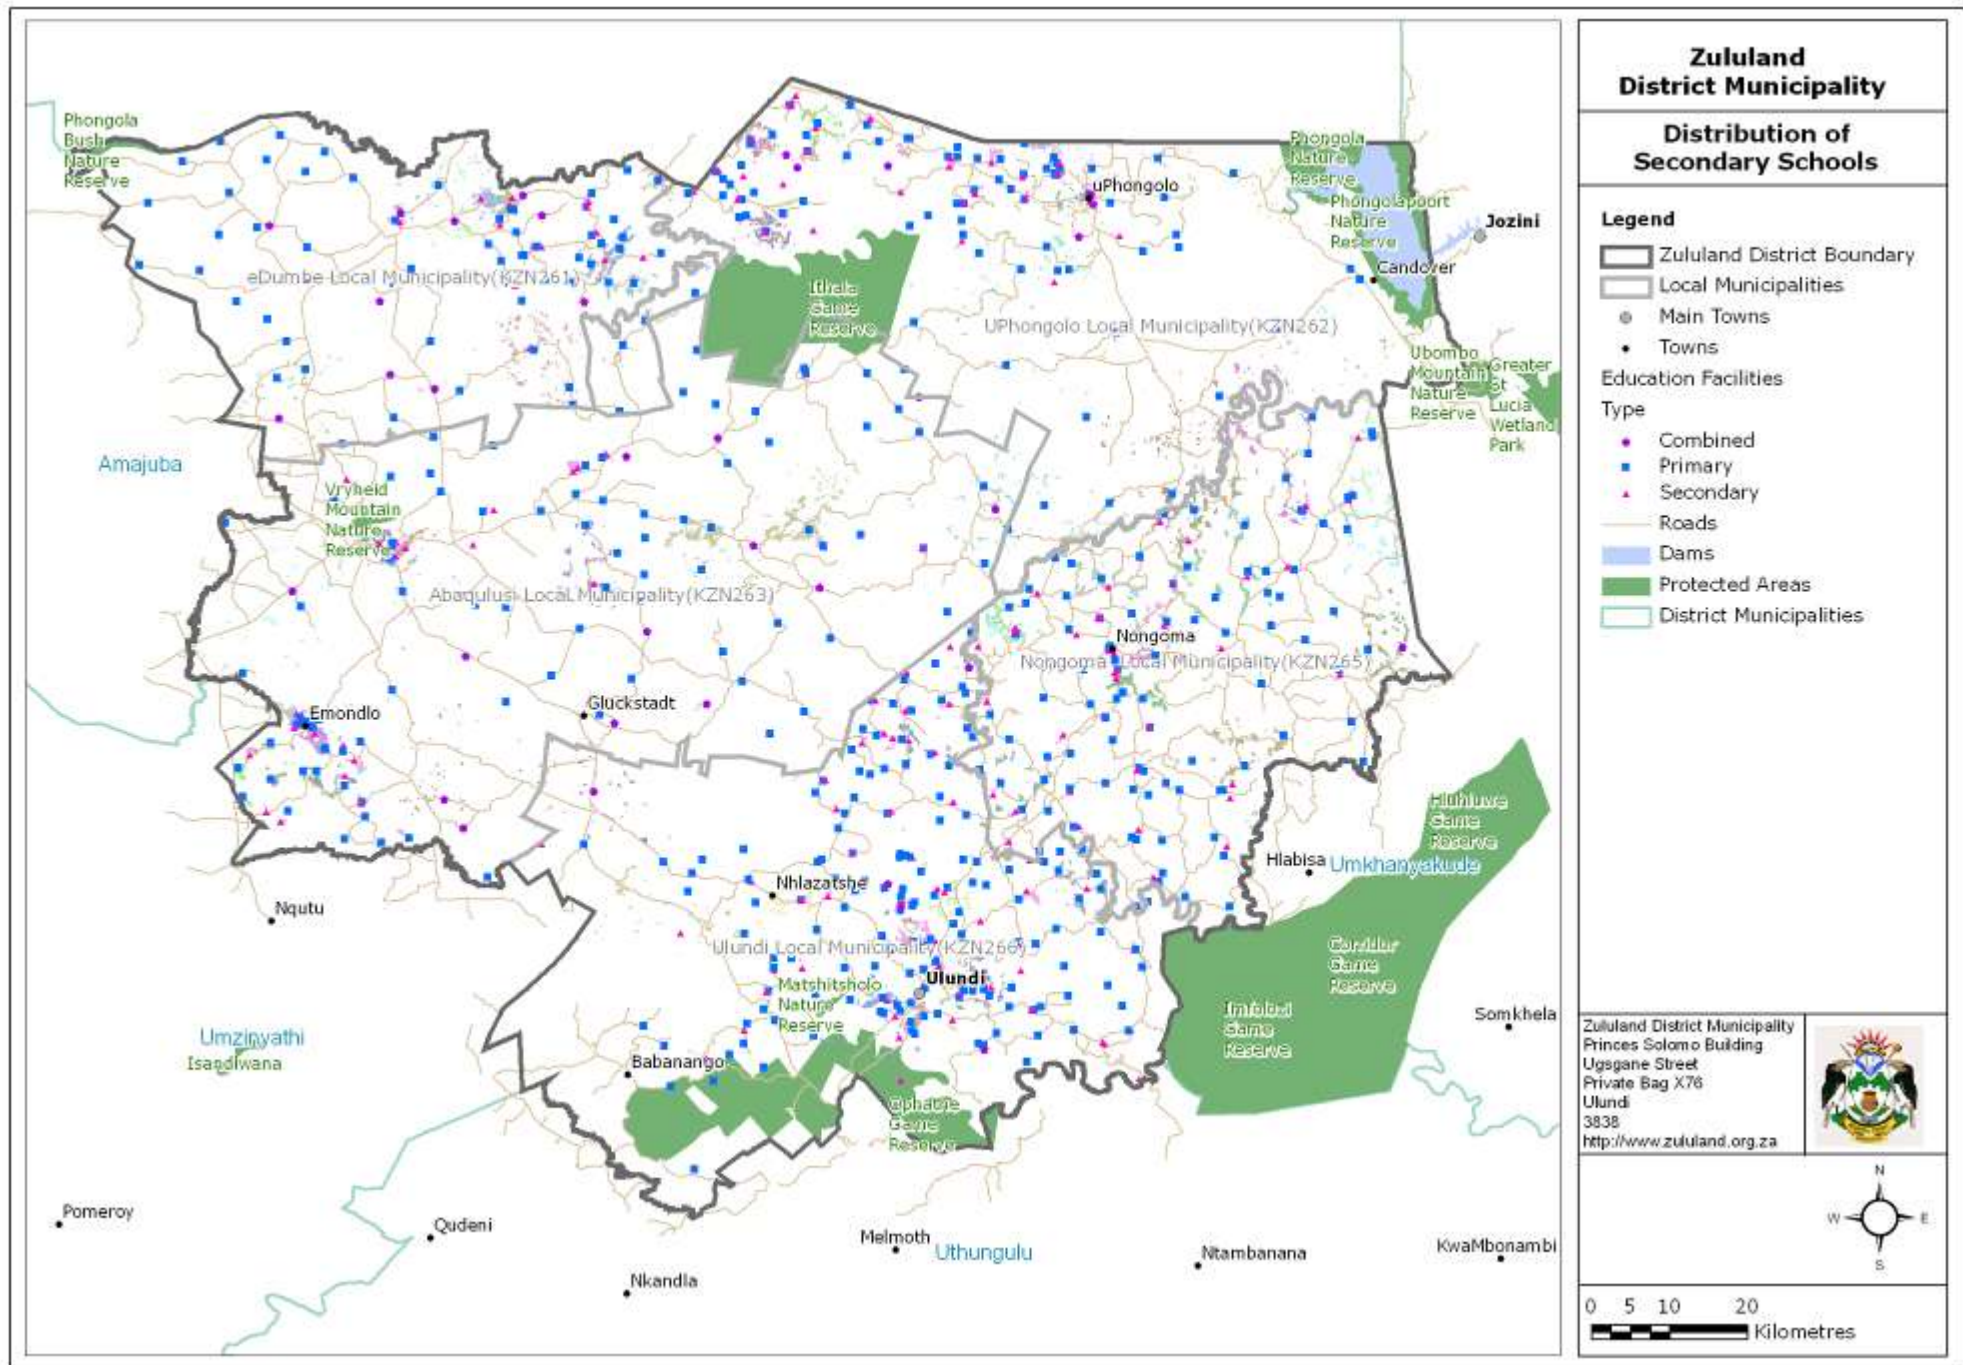 Zululand
District Municipality
Distribution of
Secondary Schools
Legend
Zululand District Boundary
Local Municipalities
Main Towns
Towns
Education Facilities
Type
Combined
Primary
Secondary
Roads
Dams
Protected Areas
District Municipalities
Zululand District Municipality
Princes Solomo Building
Ugsgane Street
Private Bag X76
Ulundi
3838
http://www.zululand.org.za
N
W
E
S
0 5 10 20
Kilometres
Phongola
Bush
Nature
Reserve
Phongola
Nature
Reserve
uPhongolo
Phongolapoort
Nature
Reserve
Jozini
Candover
eDumbe Local Municipality(KZN261)
Ithala
Game
Reserve
UPhongolo Local Municipality(KZN262)
Ubombo
Mountain
Nature
Reserve
Greater
St
Lucia
Wetland
Park
Amajuba
Vryheid
Mountain
Nature
Reserve
Abaqulusi Local Municipality(KZN263)
Nongoma
Nongoma Local Municipality(KZN265)
Emondlo
Gluckstadt
Hluhluwe
Game
Reserve
Hlabisa
Umkhanyakude
Nhlazatshe
Nqutu
Ulundi Local Municipality(KZN266)
Corridor
Game
Reserve
Ulundi
Matshitsholo
Nature
Reserve
Imfolozi
Game
Reserve
Somkhela
Umzinyathi
Isandlwana
Babanango
Ophathe
Game
Reserve
Pomeroy
Qudeni
Melmoth
Uthungulu
Ntambanana
KwaMbonambi
Nkandla